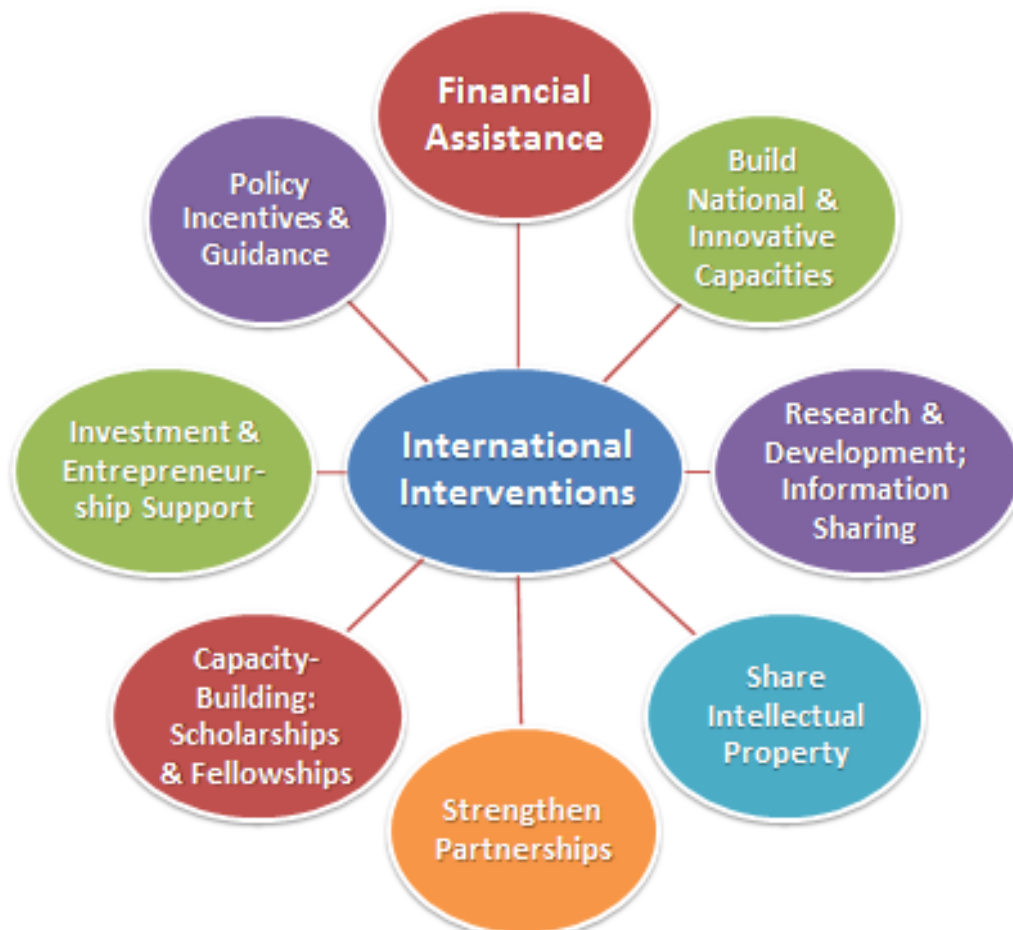 Financial
Assistance
Build
National &
Innovative
Capacities
Research &
Development;
Information
Sharing
Share
Intellectual
Property
Strengthen
Partnerships
Capacity-
Building:
Scholarships
& Fellowships
Investment &
Entrepreneur-
ship Support
Policy
Incentives &
Guidance
International
Interventions